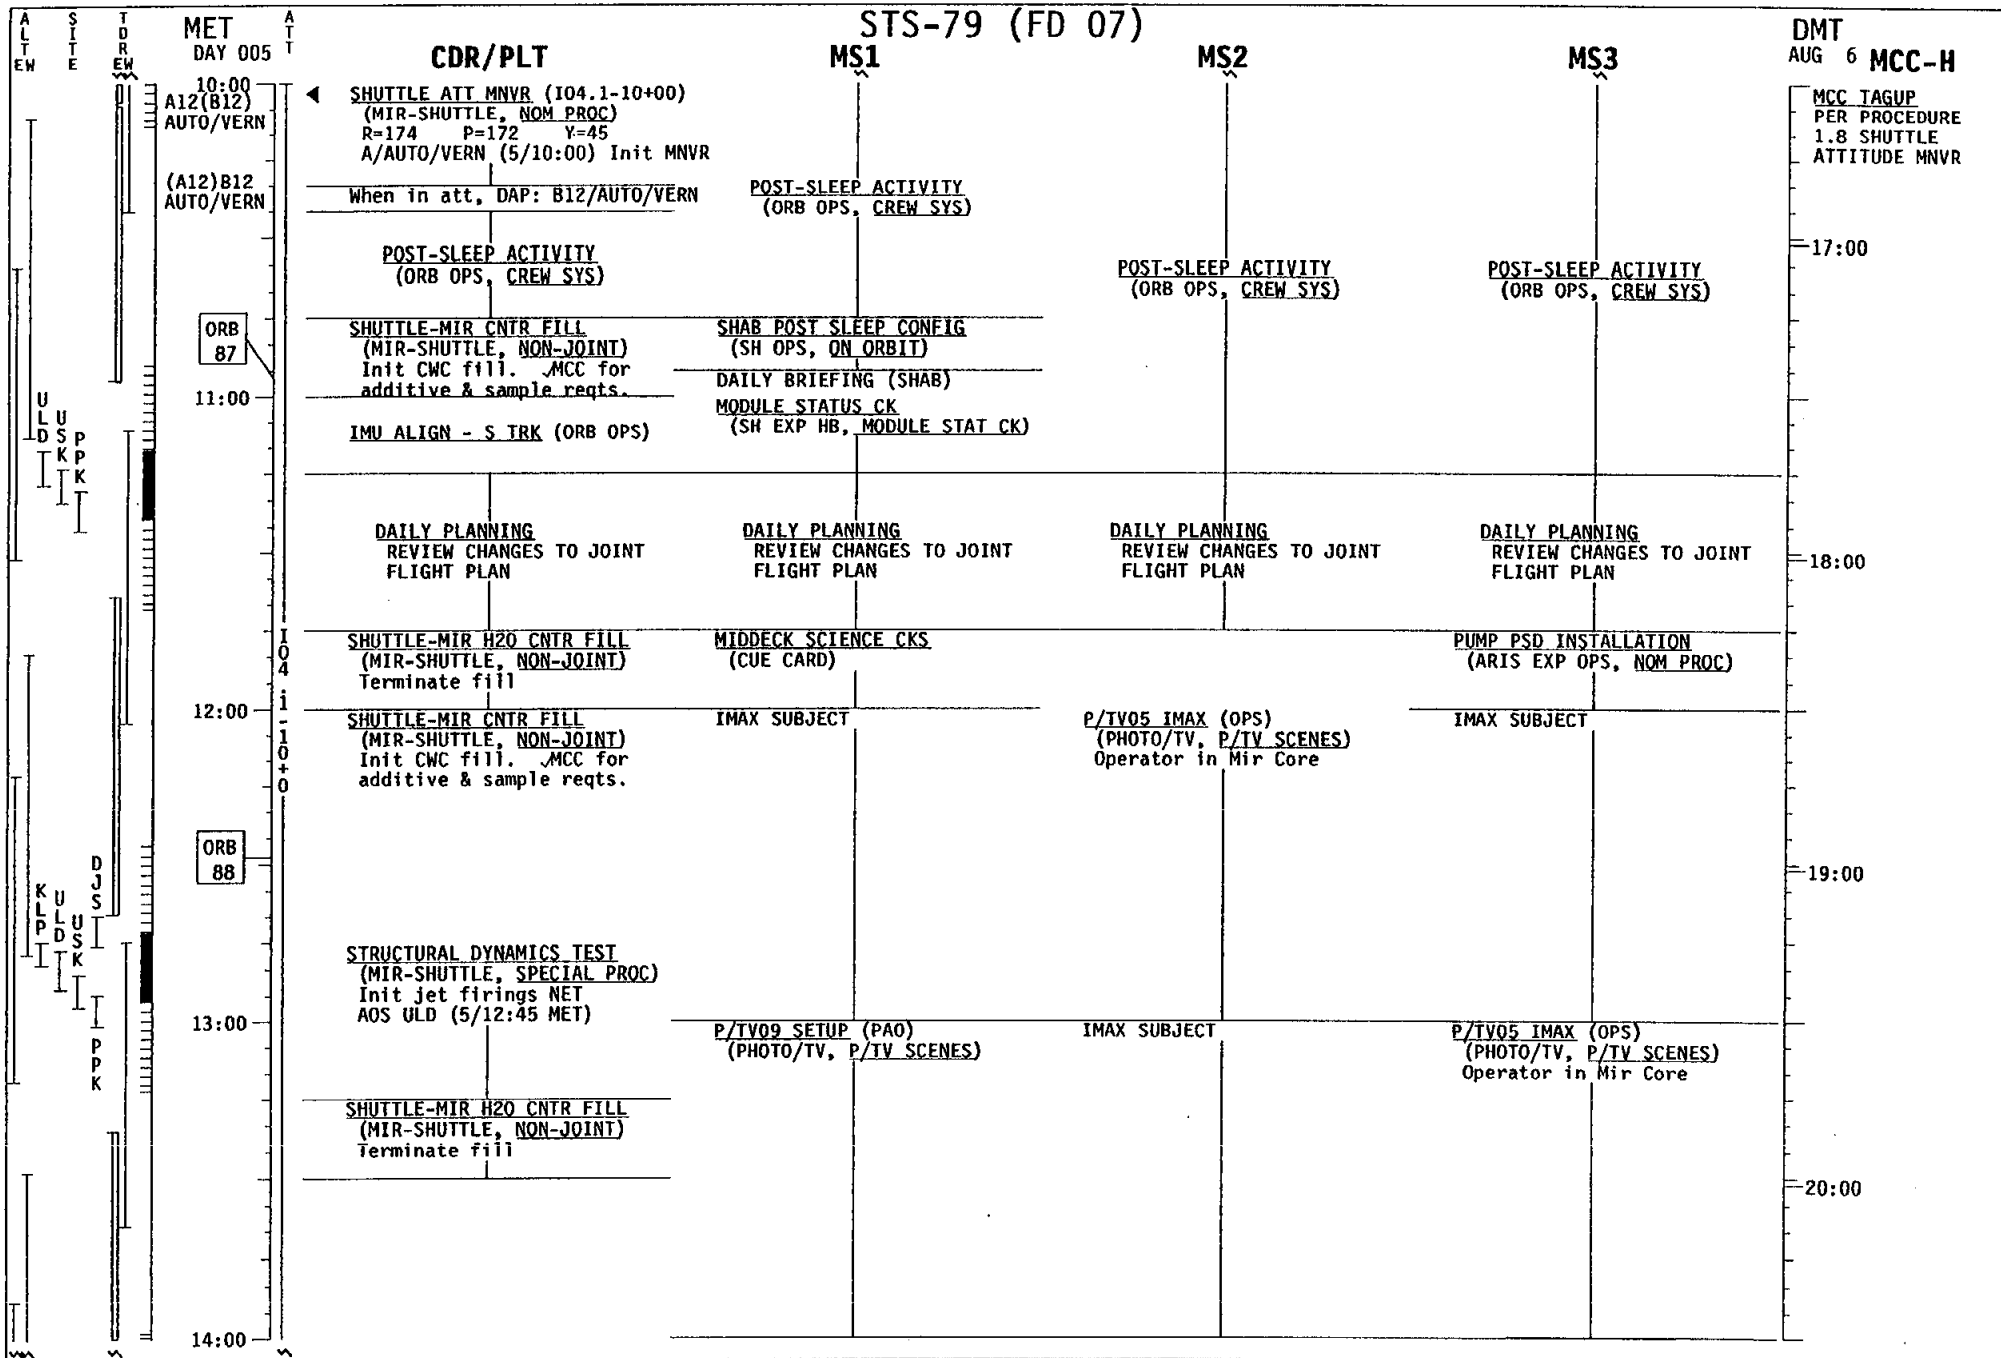 STS-79 (FD 07)
ALTEW
SITE
TDREW
MET
DAY 005
ATT
CDR/PLT
MS1
MS2
MS3
DMT
AUG 6 MCC-H
10:00
A12(B12)
AUTO/VERN
(A12)B12
AUTO/VERN
ORB
87
11:00
ULD
USK
PPK
I04.1-10+0
12:00
ORB
88
KLP
ULD
USK
DJS
PPK
13:00
14:00
SHUTTLE ATT MNVR (I04.1-10+00)
(MIR-SHUTTLE, NOM PROC)
R=174 P=172 Y=45
A/AUTO/VERN (5/10:00) Init MNVR
When in att, DAP: B12/AUTO/VERN
POST-SLEEP ACTIVITY
(ORB OPS, CREW SYS)
SHUTTLE-MIR CNTR FILL
(MIR-SHUTTLE, NON-JOINT)
Init CWC fill. ✓MCC for
additive & sample reqts.
IMU ALIGN - S TRK (ORB OPS)
DAILY PLANNING
REVIEW CHANGES TO JOINT
FLIGHT PLAN
SHUTTLE-MIR H2O CNTR FILL
(MIR-SHUTTLE, NON-JOINT)
Terminate fill
SHUTTLE-MIR CNTR FILL
(MIR-SHUTTLE, NON-JOINT)
Init CWC fill. ✓MCC for
additive & sample reqts.
STRUCTURAL DYNAMICS TEST
(MIR-SHUTTLE, SPECIAL PROC)
Init jet firings NET
AOS ULD (5/12:45 MET)
SHUTTLE-MIR H2O CNTR FILL
(MIR-SHUTTLE, NON-JOINT)
Terminate fill
POST-SLEEP ACTIVITY
(ORB OPS, CREW SYS)
SHAB POST SLEEP CONFIG
(SH OPS, ON ORBIT)
DAILY BRIEFING (SHAB)
MODULE STATUS CK
(SH EXP HB, MODULE STAT CK)
DAILY PLANNING
REVIEW CHANGES TO JOINT
FLIGHT PLAN
MIDDECK SCIENCE CKS
(CUE CARD)
IMAX SUBJECT
P/TV09 SETUP (PAO)
(PHOTO/TV, P/TV SCENES)
POST-SLEEP ACTIVITY
(ORB OPS, CREW SYS)
DAILY PLANNING
REVIEW CHANGES TO JOINT
FLIGHT PLAN
P/TV05 IMAX (OPS)
(PHOTO/TV, P/TV SCENES)
Operator in Mir Core
IMAX SUBJECT
POST-SLEEP ACTIVITY
(ORB OPS, CREW SYS)
DAILY PLANNING
REVIEW CHANGES TO JOINT
FLIGHT PLAN
PUMP PSD INSTALLATION
(ARIS EXP OPS, NOM PROC)
IMAX SUBJECT
P/TV05 IMAX (OPS)
(PHOTO/TV, P/TV SCENES)
Operator in Mir Core
MCC TAGUP
PER PROCEDURE
1.8 SHUTTLE
ATTITUDE MNVR
17:00
18:00
19:00
20:00